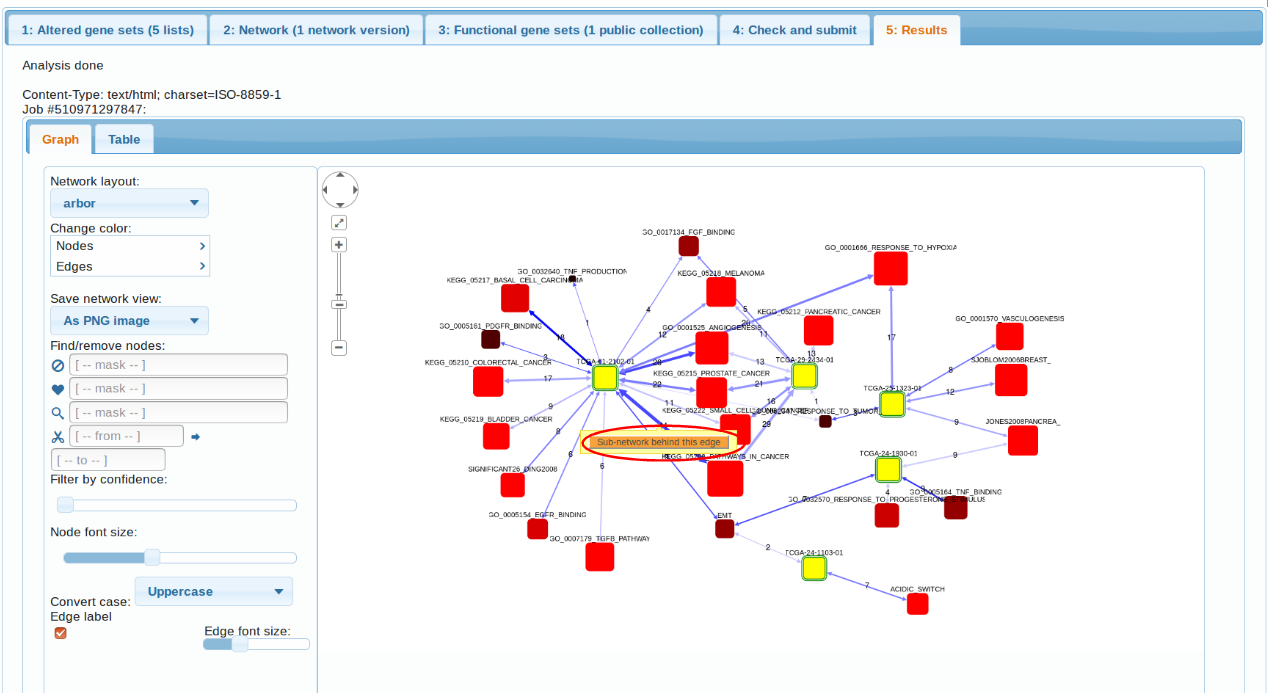 1: Altered gene sets (5 lists)
2: Network (1 network version)
3: Functional gene sets (1 public collection)
4: Check and submit
5: Results
Analysis done
Content-Type: text/html; charset=ISO-8859-1
Job #510971297847:
Graph
Table
Network layout:
arbor
Change color:
Nodes
Edges
Save network view:
As PNG image
Find/remove nodes:
[ -- mask -- ]
[ -- mask -- ]
[ -- mask -- ]
[ -- from -- ]
[ -- to -- ]
Filter by confidence:
Node font size:
Convert case:
Uppercase
Edge label
Edge font size:
GO_0017134_FGF_BINDING
GO_0001666_RESPONSE_TO_HYPOXIA
GO_0032640_TNF_PRODUCTION
KEGG_05218_MELANOMA
KEGG_05217_BASAL_CELL_CARCINOMA
4
5
KEGG_05212_PANCREATIC_CANCER
GO_0001570_VASCULOGENESIS
1
GO_0005161_PDGFR_BINDING
18
12
GO_0001525_ANGIOGENESIS
11
17
3
13
SJOBLOM2006BREAST_
KEGG_05210_COLORECTAL_CANCER
TCGA-61-2102-01
28
13
TCGA-29-2434-01
8
17
KEGG_05215_PROSTATE_CANCER
22
21
TCGA-25-1323-01
12
9
11
16
1
KEGG_05219_BLADDER_CANCER
KEGG_05222_SMALL_CELL
9
JONES2008PANCREA_
8
29
Sub-network behind this edge
6
TCGA-24-1930-01
9
SIGNIFICANT26_DING2008
6
KEGG_05200_PATHWAYS_IN_CANCER
4
GO_0005164_TNF_BINDING
GO_0032570_RESPONSE_TO_PROGESTERONE_STIMULUS
GO_0005154_EGFR_BINDING
EMT
GO_0007179_TGFB_PATHWAY
2
TCGA-24-1103-01
7
ACIDIC_SWITCH